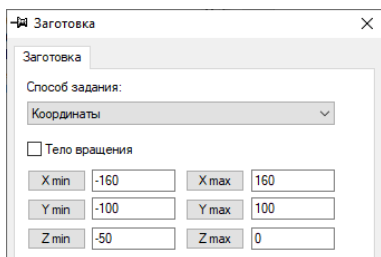 Заготовка
Заготовка
Способ задания:
Координаты
Тело вращения
X min -160 X max 160
Y min -100 Y max 100
Z min -50 Z max 0